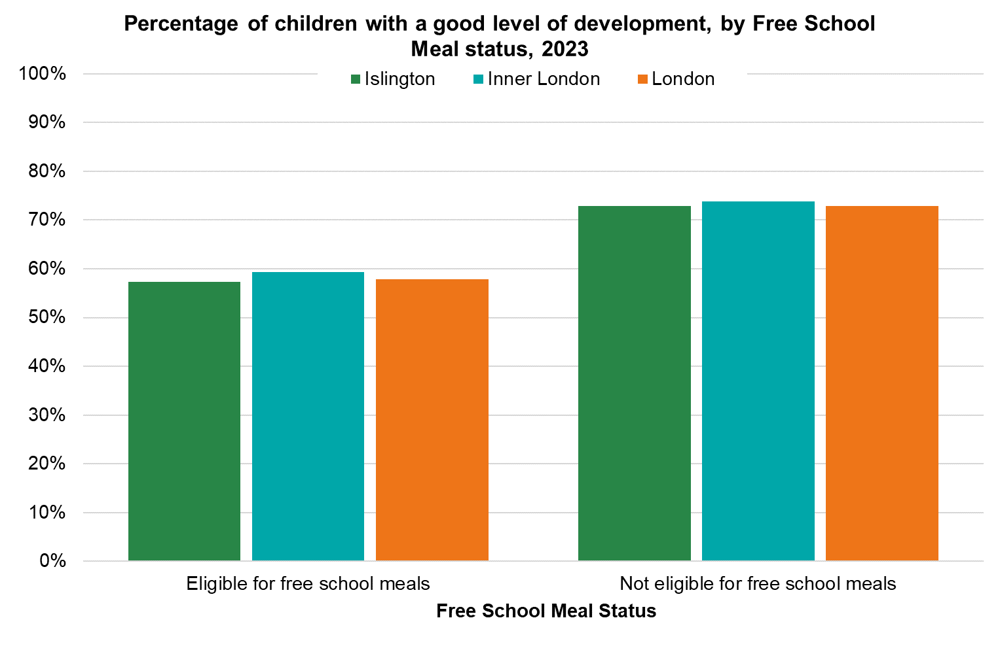 Percentage of children with a good level of development, by Free School
Meal status, 2023
Islington Inner London London
100%
90%
80%
70%
60%
50%
40%
30%
20%
10%
0%
Eligible for free school meals Not eligible for free school meals
Free School Meal Status